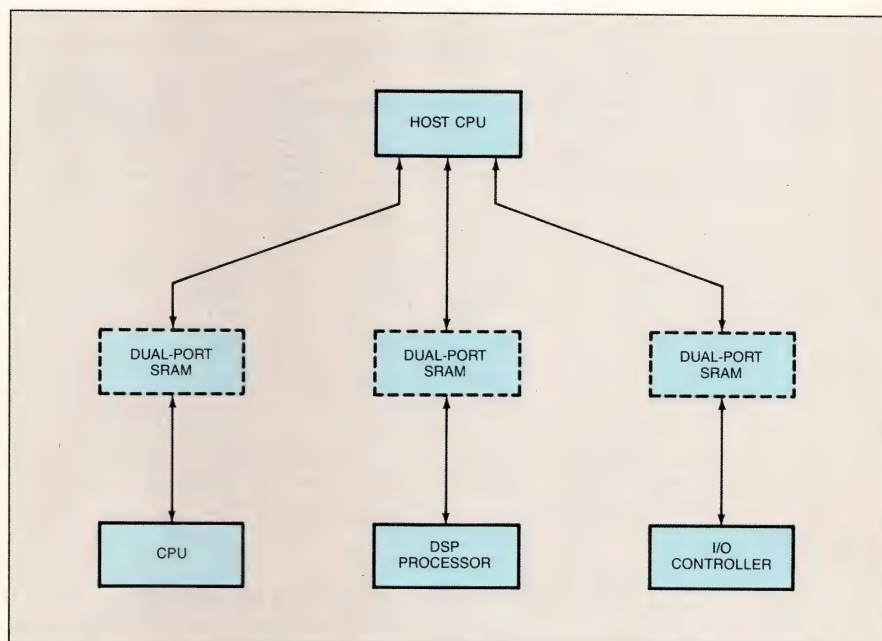 HOST CPU
DUAL-PORT
SRAM
DUAL-PORT
SRAM
DUAL-PORT
SRAM
CPU
DSP
PROCESSOR
I/O
CONTROLLER